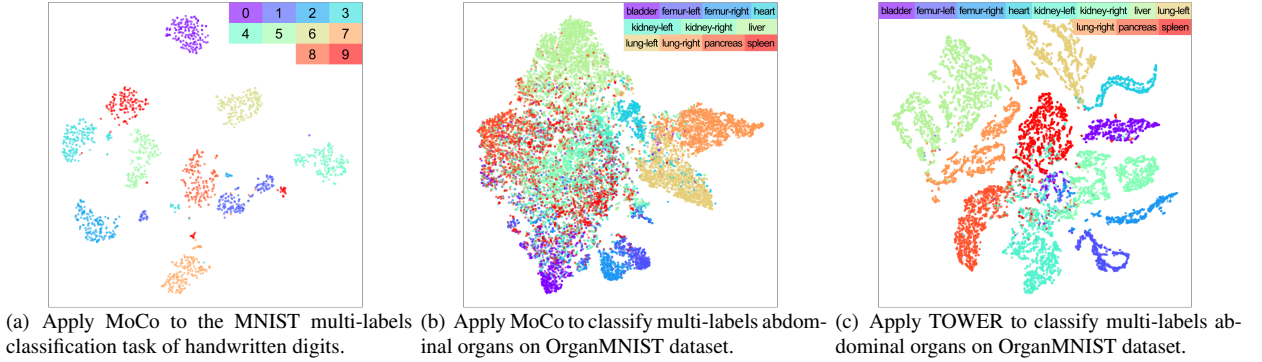 0 1 2 3
4 5 6 7
8 9
bladder femur-left femur-right heart
kidney-left kidney-right liver
lung-left lung-right pancreas spleen
bladder femur-left femur-right heart kidney-left kidney-right liver lung-left
lung-right pancreas spleen
(a) Apply MoCo to the MNIST multi-labels
classification task of handwritten digits.
(b) Apply MoCo to classify multi-labels abdom-
inal organs on OrganMNIST dataset.
(c) Apply TOWER to classify multi-labels ab-
dominal organs on OrganMNIST dataset.